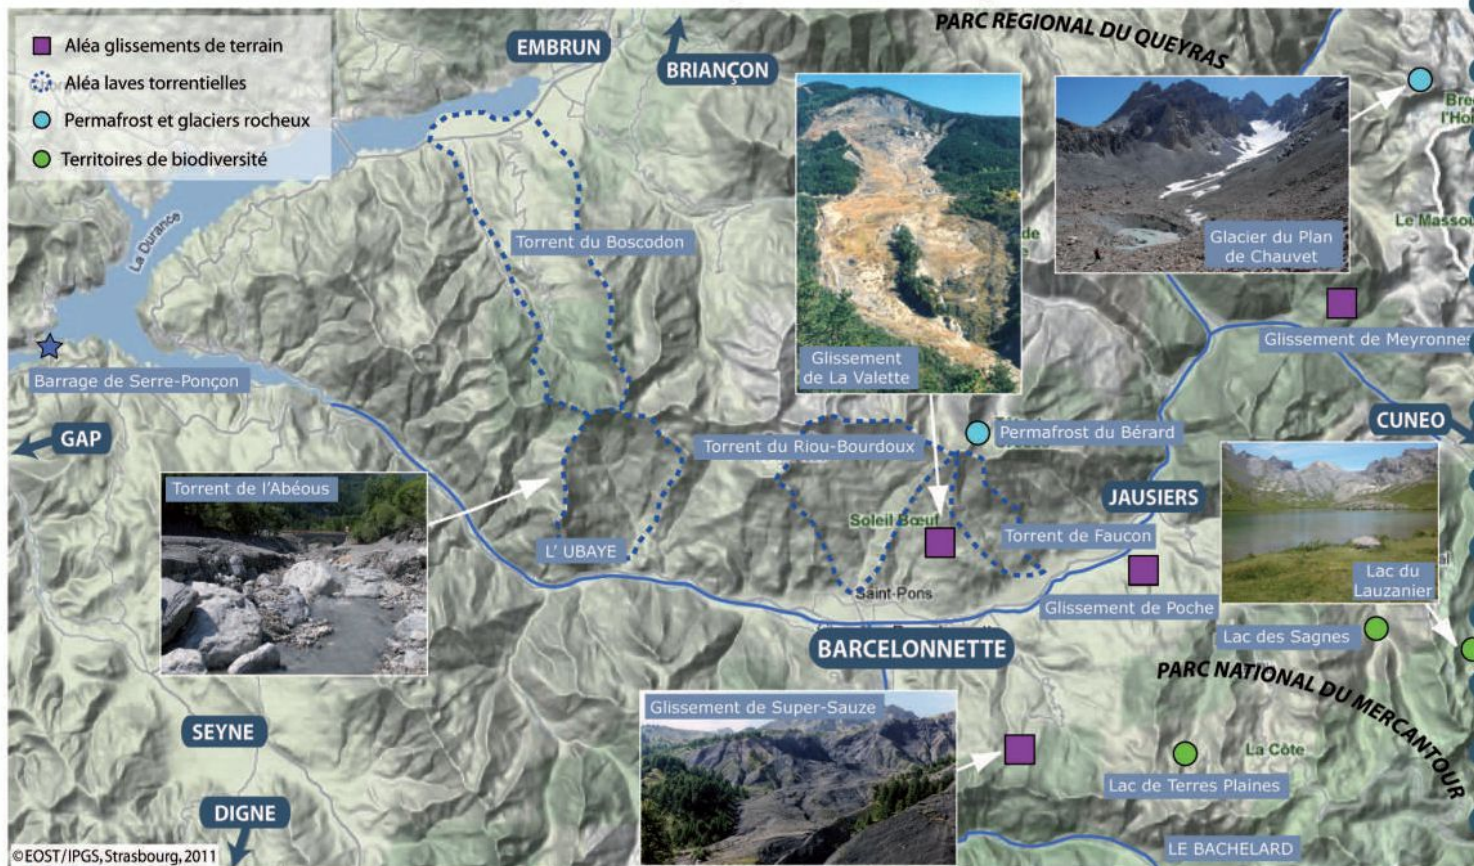 Aléa glissements de terrain
Aléa laves torrentielles
Permafrost et glaciers rocheux
Territoires de biodiversité
EMBRUN
BRIANÇON
PARC REGIONAL DU QUEYRAS
La Durance
Torrent du Boscodon
Glissement
de La Valette
Glacier du Plan
de Chauvet
Glissement de Meyronnes
Barrage de Serre-Ponçon
GAP
CUNEO
Torrent du Riou-Bourdoux
Permafrost du Bérard
Torrent de l'Abéous
JAUSIERS
Soleil Bœuf
Torrent de Faucon
L' UBAYE
Lac du
Lauzanier
Saint-Pons
Glissement de Poche
Lac des Sagnes
BARCELONNETTE
PARC NATIONAL DU MERCANTOUR
Glissement de Super-Sauze
SEYNE
La Côte
Lac de Terres Plaines
DIGNE
LE BACHELARD
©EOST/IPGS, Strasbourg, 2011